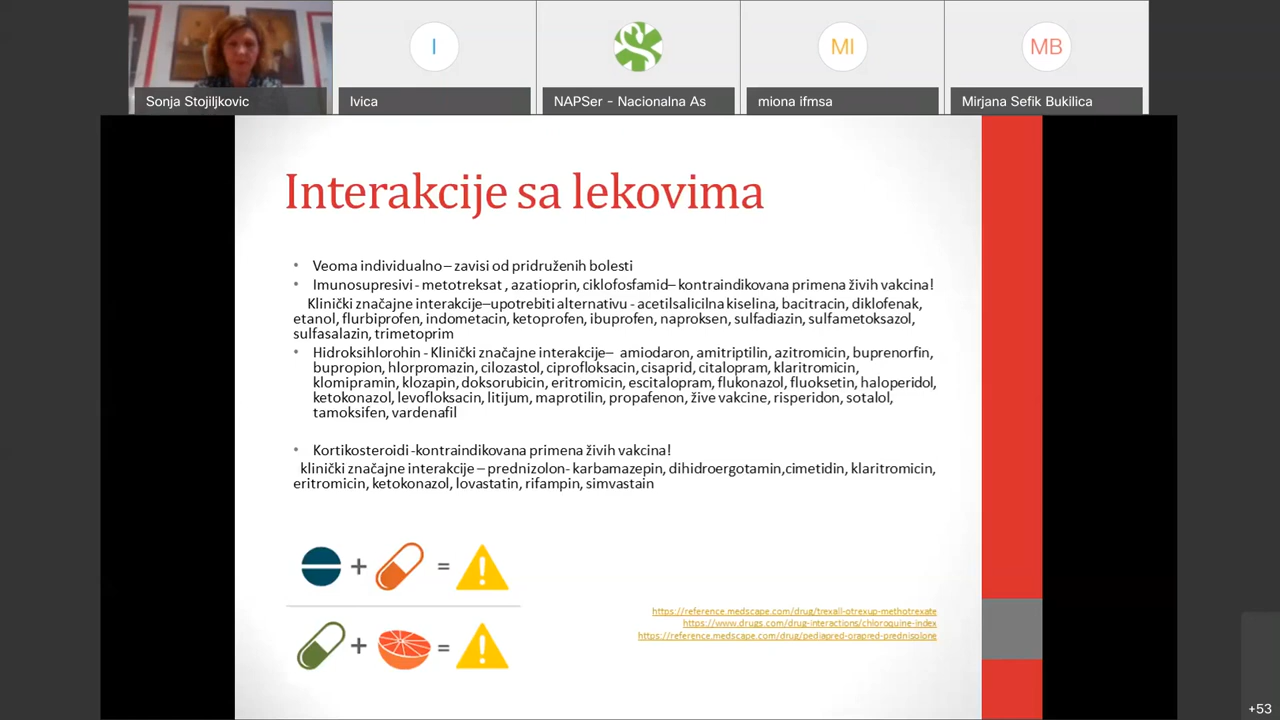 Sonja Stojiljkovic
I
Ivica
NAPSer - Nacionalna As
MI
miona ifmsa
MB
Mirjana Sefik Bukilica
Interakcije sa lekovima
• Veoma individualno – zavisi od pridruženih bolesti
• Imunosupresivi - metotreksat , azatioprin, ciklofosfamid– kontraindikovana primena živih vakcina!
Klinički značajne interakcije–upotrebiti alternativu - acetilsalicilna kiselina, bacitracin, diklofenak,
etanol, flurbiprofen, indometacin, ketoprofen, ibuprofen, naproksen, sulfadiazin, sulfametoksazol,
sulfasalazin, trimetoprim
• Hidroksihlorohin - Klinički značajne interakcije– amiodaron, amitriptilin, azitromicin, buprenorfin,
bupropion, hlorpromazin, cilozastol, ciprofloksacin, cisaprid, citalopram, klaritromicin,
klomipramin, klozapin, doksorubicin, eritromicin, escitalopram, flukonazol, fluoksetin, haloperidol,
ketokonazol, levofloksacin, litijum, maprotilin, propafenon, žive vakcine, risperidon, sotalol,
tamoksifen, vardenafil
• Kortikosteroidi -kontraindikovana primena živih vakcina!
klinički značajne interakcije – prednizolon- karbamazepin, dihidroergotamin,cimetidin, klaritromicin,
eritromicin, ketokonazol, lovastatin, rifampin, simvastain
+ = !
+ = !
https://reference.medscape.com/drug/trexall-otrexup-methotrexate
https://www.drugs.com/drug-interactions/chloroquine-index
https://reference.medscape.com/drug/pediapred-orapred-prednisolone
+53